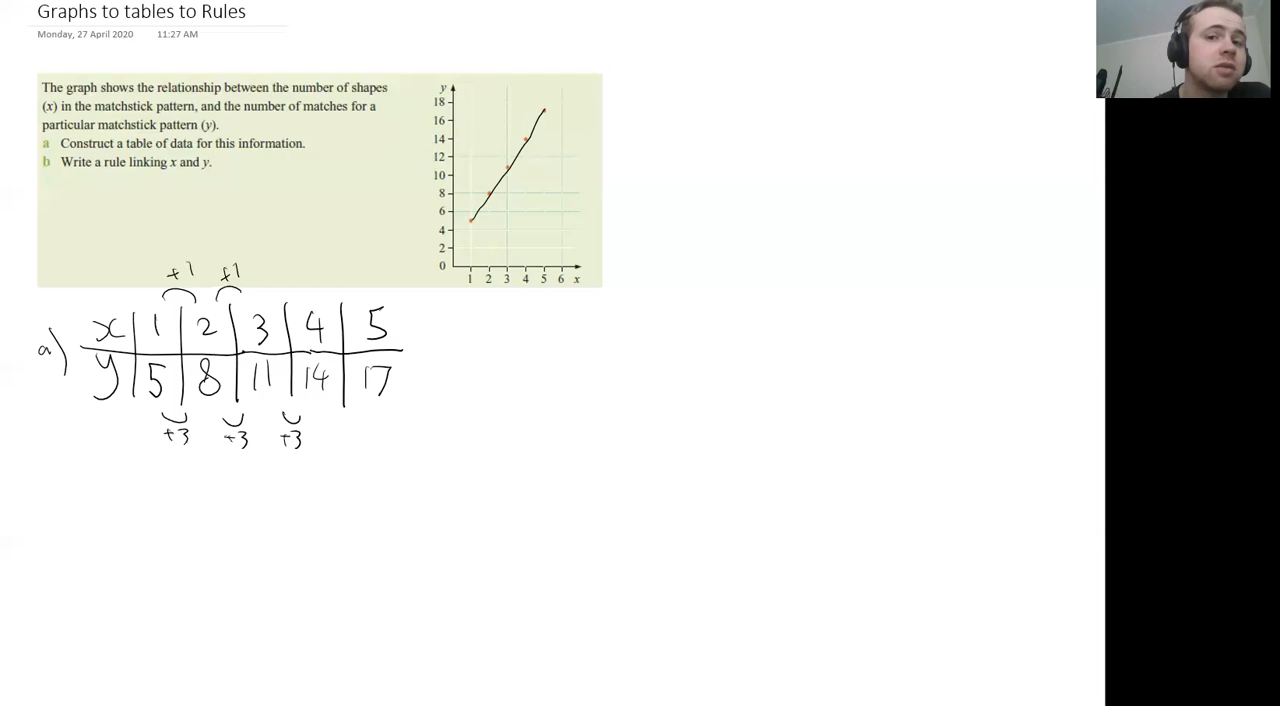 Graphs to tables to Rules
Monday, 27 April 2020 11:27 AM
The graph shows the relationship between the number of shapes
(x) in the matchstick pattern, and the number of matches for a
particular matchstick pattern (y).
a Construct a table of data for this information.
b Write a rule linking x and y.
y
18
16
14
12
10
8
6
4
2
0
1 2 3 4 5 6 x
+1 +1
a) x 1 2 3 4 5
y 5 8 11 14 17
+3 +3 +3